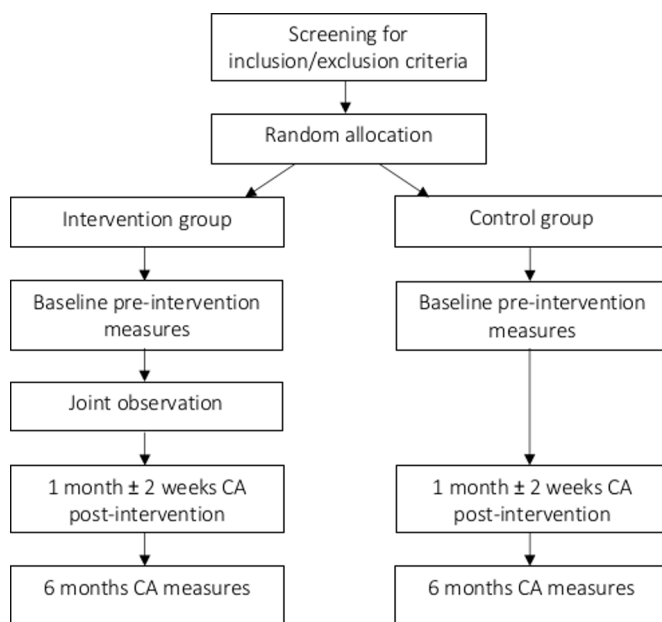 Screening for
inclusion/exclusion criteria
Random allocation
Intervention group
Control group
Baseline pre-intervention
measures
Baseline pre-intervention
measures
Joint observation
1 month ± 2 weeks CA
post-intervention
1 month ± 2 weeks CA
post-intervention
6 months CA measures
6 months CA measures